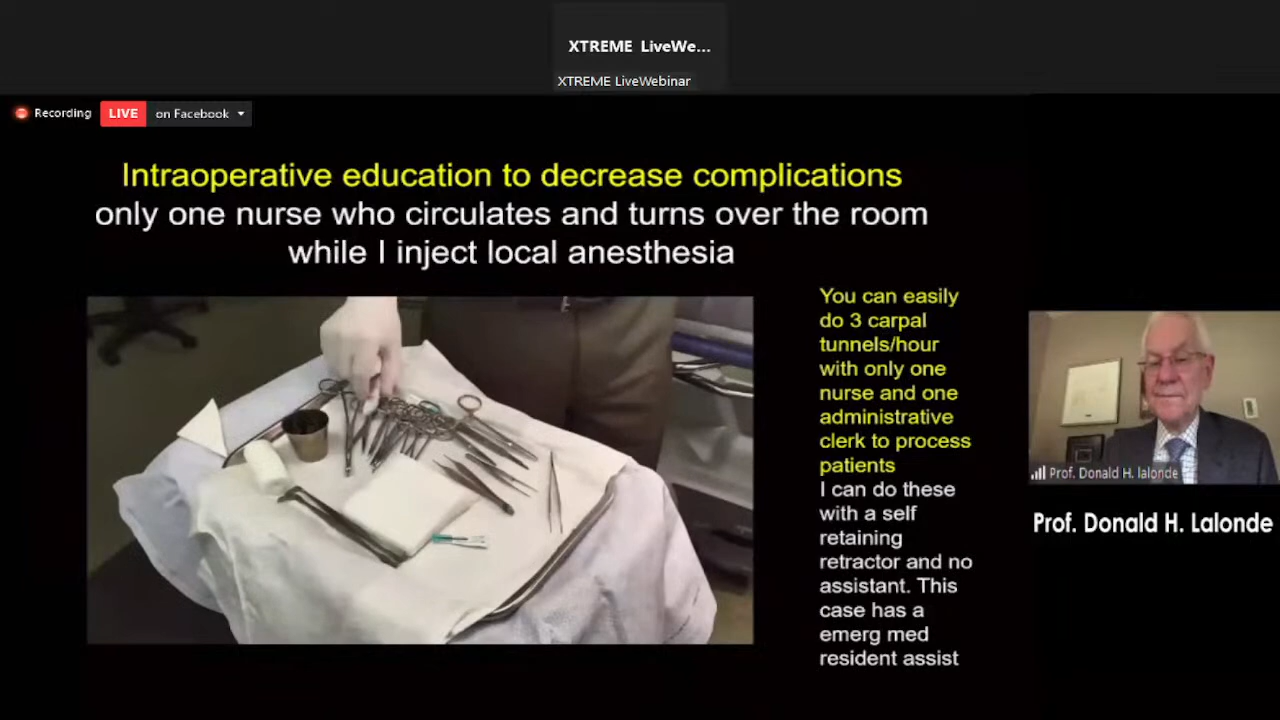 XTREME LiveWe...
XTREME LiveWebinar
Recording
LIVE
on Facebook
Intraoperative education to decrease complications
only one nurse who circulates and turns over the room
while I inject local anesthesia
You can easily
do 3 carpal
tunnels/hour
with only one
nurse and one
administrative
clerk to process
patients
I can do these
with a self
retaining
retractor and no
assistant. This
case has a
emerg med
resident assist
Prof. Donald H. lalonde
Prof. Donald H. Lalonde